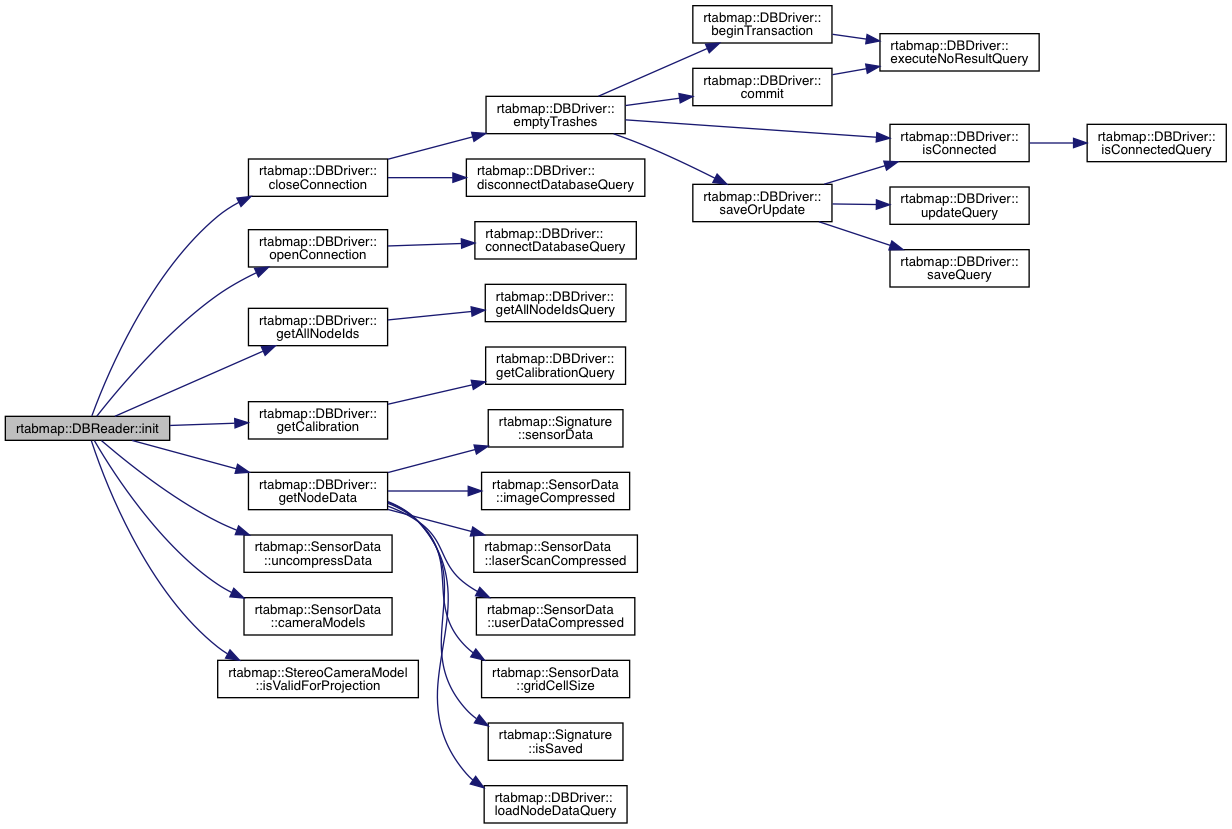 rtabmap::DBReader::init
rtabmap::DBDriver::
closeConnection
rtabmap::DBDriver::
openConnection
rtabmap::DBDriver::
getAllNodeIds
rtabmap::DBDriver::
getCalibration
rtabmap::DBDriver::
getNodeData
rtabmap::SensorData
::uncompressData
rtabmap::SensorData
::cameraModels
rtabmap::StereoCameraModel
::isValidForProjection
rtabmap::DBDriver::
emptyTrashes
rtabmap::DBDriver::
disconnectDatabaseQuery
rtabmap::DBDriver::
connectDatabaseQuery
rtabmap::DBDriver::
getAllNodeIdsQuery
rtabmap::DBDriver::
getCalibrationQuery
rtabmap::Signature
::sensorData
rtabmap::SensorData
::imageCompressed
rtabmap::SensorData
::laserScanCompressed
rtabmap::SensorData
::userDataCompressed
rtabmap::SensorData
::gridCellSize
rtabmap::Signature
::isSaved
rtabmap::DBDriver::
loadNodeDataQuery
rtabmap::DBDriver::
beginTransaction
rtabmap::DBDriver::
commit
rtabmap::DBDriver::
saveOrUpdate
rtabmap::DBDriver::
executeNoResultQuery
rtabmap::DBDriver::
isConnected
rtabmap::DBDriver::
updateQuery
rtabmap::DBDriver::
saveQuery
rtabmap::DBDriver::
isConnectedQuery